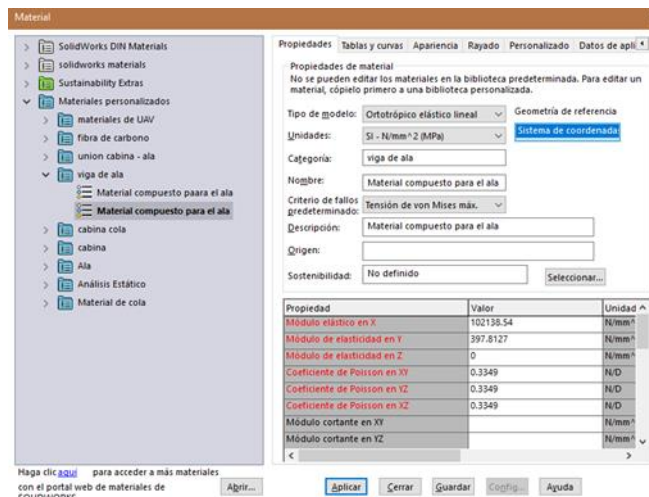 Material
SolidWorks DIN Materials
solidworks materials
Sustainability Extras
Materiales personalizados
materiales de UAV
fibra de carbono
union cabina - ala
viga de ala
Material compuesto paara el ala
Material compuesto para el ala
cabina cola
cabina
Ala
Análisis Estático
Material de cola
Haga clic aquí para acceder a más materiales
con el portal web de materiales de
SOLIDWORKS
Abrir...
Propiedades Tablas y curvas Apariencia Rayado Personalizado Datos de apli
Propiedades de material
No se pueden editar los materiales en la biblioteca predeterminada. Para editar un
material, cópielo primero a una biblioteca personalizada.
Tipo de modelo: Ortotrópico elástico lineal Geometría de referencia
Unidades: SI - N/mm^2 (MPa) Sistema de coordenadas
Categoría: viga de ala
Nombre: Material compuesto para el ala
Criterio de fallos
predeterminado: Tensión de von Mises máx.
Descripción: Material compuesto para el ala
Origen:
Sostenibilidad: No definido Seleccionar...
Propiedad Valor Unidad
Módulo elástico en X 102138.54 N/mm^
Módulo de elasticidad en Y 397.8127 N/mm^
Módulo de elasticidad en Z 0 N/mm^
Coeficiente de Poisson en XY 0.3349 N/D
Coeficiente de Poisson en YZ 0.3349 N/D
Coeficiente de Poisson en XZ 0.3349 N/D
Módulo cortante en XY N/mm^
Módulo cortante en YZ N/mm^
Aplicar Cerrar Guardar Config... Ayuda